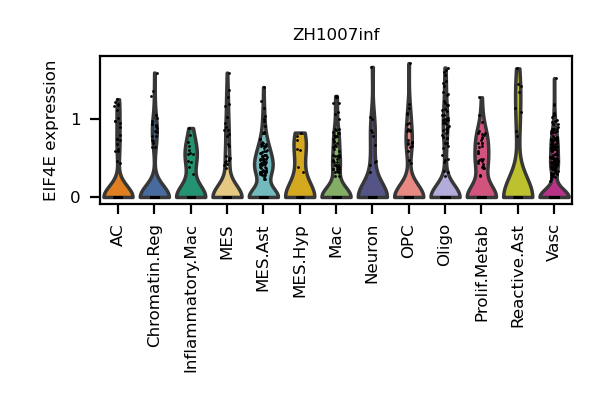 ZH1007inf
EIF4E expression
1
0
AC
Chromatin.Reg
Inflammatory.Mac
MES
MES.Ast
MES.Hyp
Mac
Neuron
OPC
Oligo
Prolif.Metab
Reactive.Ast
Vasc